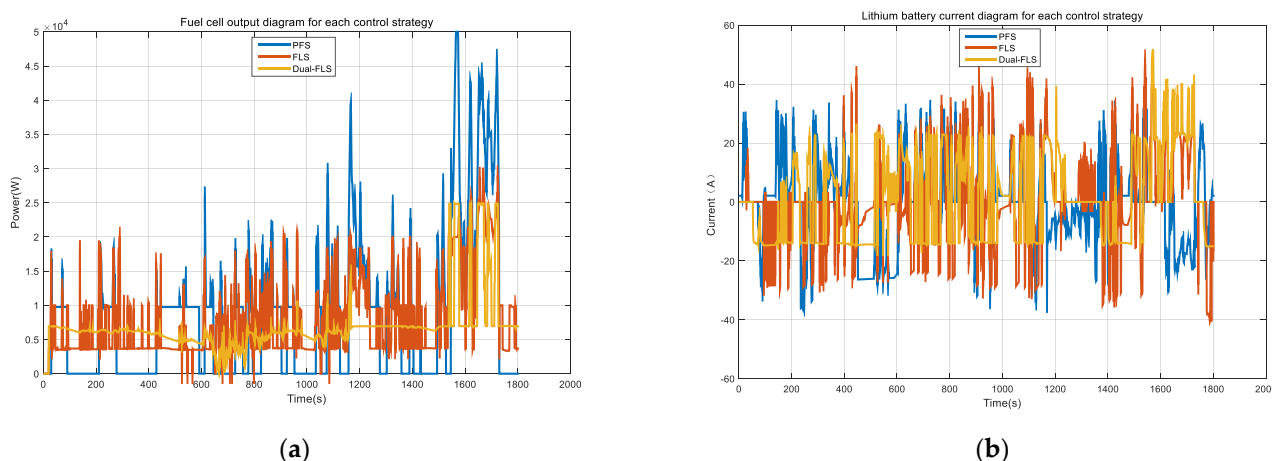 Fuel cell output diagram for each control strategy
×10⁴
5
4.5
4
3.5
3
2.5
2
1.5
1
0.5
0
Power(W)
PFS
FLS
Dual-FLS
0 200 400 600 800 1000 1200 1400 1600 1800 2000
Time(s)
(a)
Lithium battery current diagram for each control strategy
60
40
20
0
-20
-40
-60
Current（A）
PFS
FLS
Dual-FLS
0 200 400 600 800 1000 1200 1400 1600 1800 200
Time(s)
(b)